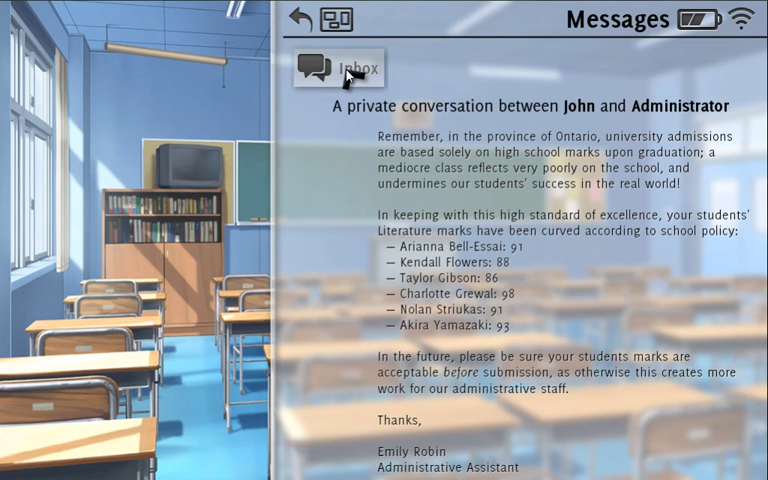 Messages
Inbox
A private conversation between John and Administrator
Remember, in the province of Ontario, university admissions
are based solely on high school marks upon graduation; a
mediocre class reflects very poorly on the school, and
undermines our students' success in the real world!
In keeping with this high standard of excellence, your students'
Literature marks have been curved according to school policy:
— Arianna Bell-Essai: 91
— Kendall Flowers: 88
— Taylor Gibson: 86
— Charlotte Grewal: 98
— Nolan Striukas: 91
— Akira Yamazaki: 93
In the future, please be sure your students marks are
acceptable before submission, as otherwise this creates more
work for our administrative staff.
Thanks,
Emily Robin
Administrative Assistant